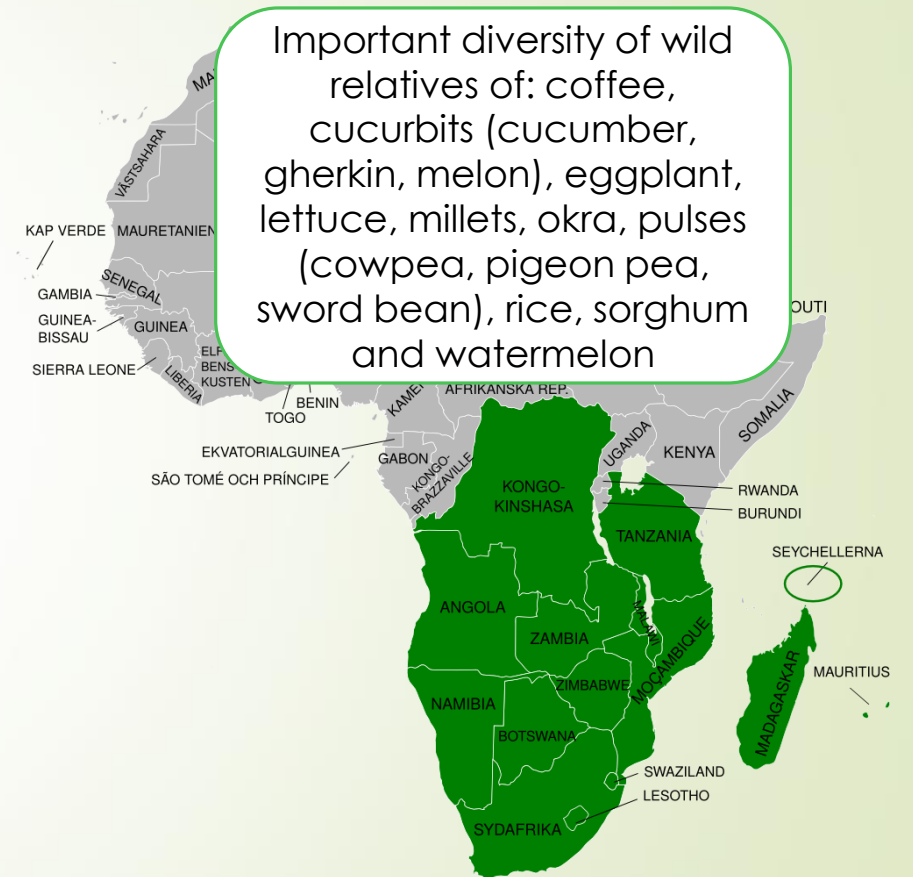 Important diversity of wild
relatives of: coffee,
cucurbits (cucumber,
gherkin, melon), eggplant,
lettuce, millets, okra, pulses
(cowpea, pigeon pea,
sword bean), rice, sorghum
and watermelon
VÄSTSAHARA
KAP VERDE
MAURETANIEN
SENEGAL
GAMBIA
GUINEA-
BISSAU
GUINEA
SIERRA LEONE
LIBERIA
BENIN
TOGO
AFRIKANSKA REP.
EKVATORIALGUINEA
GABON
SÃO TOMÉ OCH PRÍNCIPE
KONGO-
BRAZZAVILLE
KONGO-
KINSHASA
UGANDA
KENYA
SOMALIA
RWANDA
BURUNDI
TANZANIA
SEYCHELLERNA
ANGOLA
ZAMBIA
MALAWI
MOÇAMBIQUE
ZIMBABWE
NAMIBIA
BOTSWANA
MADAGASKAR
MAURITIUS
SWAZILAND
LESOTHO
SYDAFRIKA